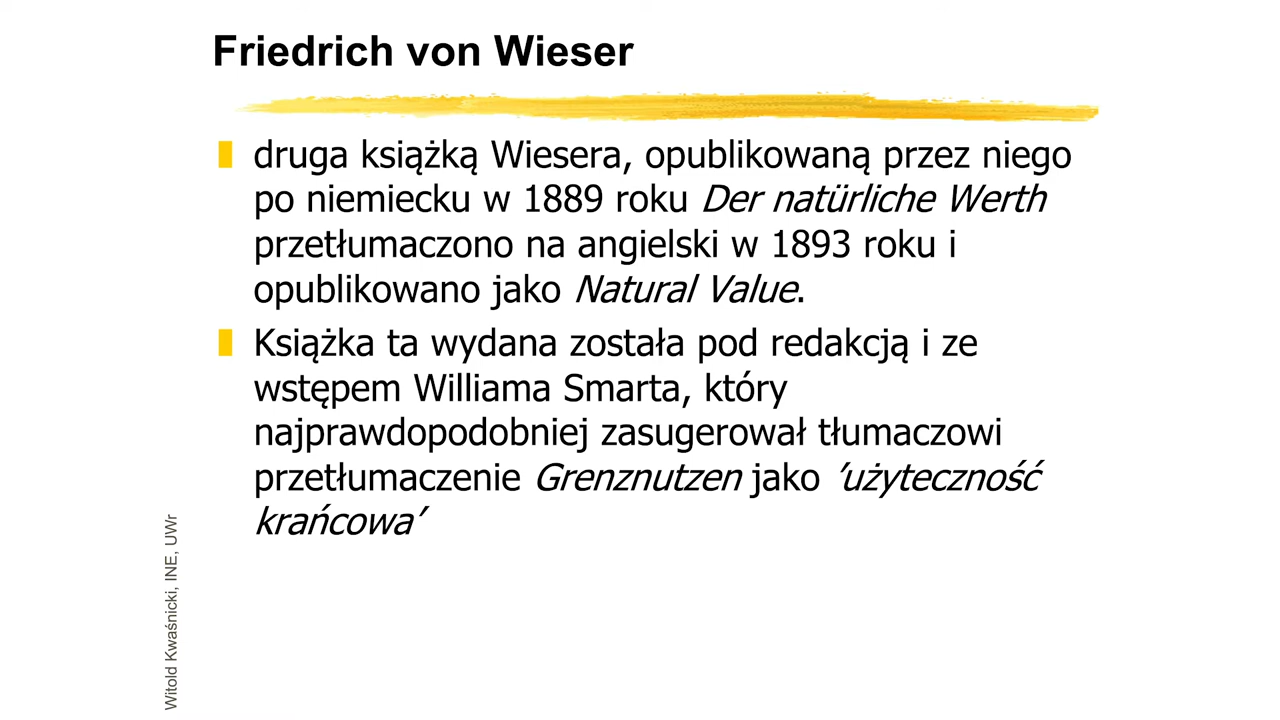 Friedrich von Wieser
druga książką Wiesera, opublikowaną przez niego
po niemiecku w 1889 roku Der natürliche Werth
przetłumaczono na angielski w 1893 roku i
opublikowano jako Natural Value.
Książka ta wydana została pod redakcją i ze
wstępem Williama Smarta, który
najprawdopodobniej zasugerował tłumaczowi
przetłumaczenie Grenznutzen jako ’użyteczność
krańcowa’
Witold Kwaśnicki, INE, UWr